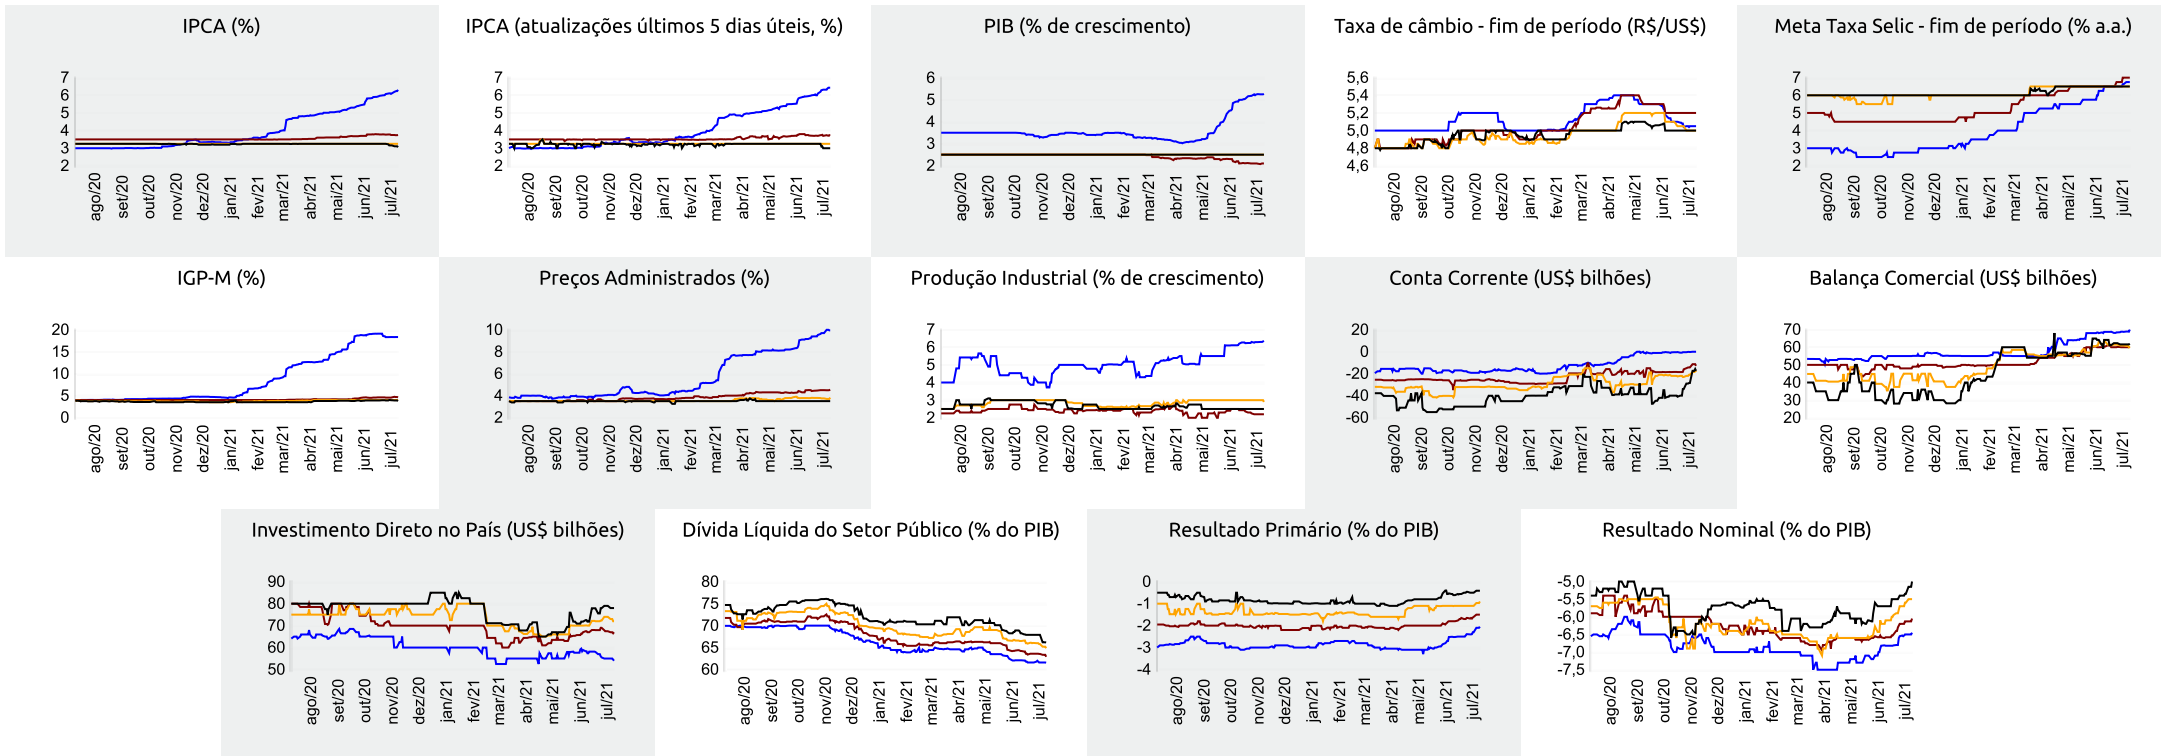 IPCA (%)
7
6
5
4
3
2
ago/20
set/20
out/20
nov/20
dez/20
jan/21
fev/21
mar/21
abr/21
mai/21
jun/21
jul/21
IPCA (atualizações últimos 5 dias úteis, %)
7
6
5
4
3
2
ago/20
set/20
out/20
nov/20
dez/20
jan/21
fev/21
mar/21
abr/21
mai/21
jun/21
jul/21
PIB (% de crescimento)
6
5
4
3
2
ago/20
set/20
out/20
nov/20
dez/20
jan/21
fev/21
mar/21
abr/21
mai/21
jun/21
jul/21
Taxa de câmbio - fim de período (R$/US$)
5,6
5,4
5,2
5,0
4,8
4,6
ago/20
set/20
out/20
nov/20
dez/20
jan/21
fev/21
mar/21
abr/21
mai/21
jun/21
jul/21
Meta Taxa Selic - fim de período (% a.a.)
7
6
5
4
3
2
ago/20
set/20
out/20
nov/20
dez/20
jan/21
fev/21
mar/21
abr/21
mai/21
jun/21
jul/21
IGP-M (%)
20
15
10
5
0
ago/20
set/20
out/20
nov/20
dez/20
jan/21
fev/21
mar/21
abr/21
mai/21
jun/21
jul/21
Preços Administrados (%)
10
8
6
4
2
ago/20
set/20
out/20
nov/20
dez/20
jan/21
fev/21
mar/21
abr/21
mai/21
jun/21
jul/21
Produção Industrial (% de crescimento)
7
6
5
4
3
2
ago/20
set/20
out/20
nov/20
dez/20
jan/21
fev/21
mar/21
abr/21
mai/21
jun/21
jul/21
Conta Corrente (US$ bilhões)
20
0
-20
-40
-60
ago/20
set/20
out/20
nov/20
dez/20
jan/21
fev/21
mar/21
abr/21
mai/21
jun/21
jul/21
Balança Comercial (US$ bilhões)
70
60
50
40
30
20
ago/20
set/20
out/20
nov/20
dez/20
jan/21
fev/21
mar/21
abr/21
mai/21
jun/21
jul/21
Investimento Direto no País (US$ bilhões)
90
80
70
60
50
ago/20
set/20
out/20
nov/20
dez/20
jan/21
fev/21
mar/21
abr/21
mai/21
jun/21
jul/21
Dívida Líquida do Setor Público (% do PIB)
80
75
70
65
60
ago/20
set/20
out/20
nov/20
dez/20
jan/21
fev/21
mar/21
abr/21
mai/21
jun/21
jul/21
Resultado Primário (% do PIB)
0
-1
-2
-3
-4
ago/20
set/20
out/20
nov/20
dez/20
jan/21
fev/21
mar/21
abr/21
mai/21
jun/21
jul/21
Resultado Nominal (% do PIB)
-5,0
-5,5
-6,0
-6,5
-7,0
-7,5
ago/20
set/20
out/20
nov/20
dez/20
jan/21
fev/21
mar/21
abr/21
mai/21
jun/21
jul/21